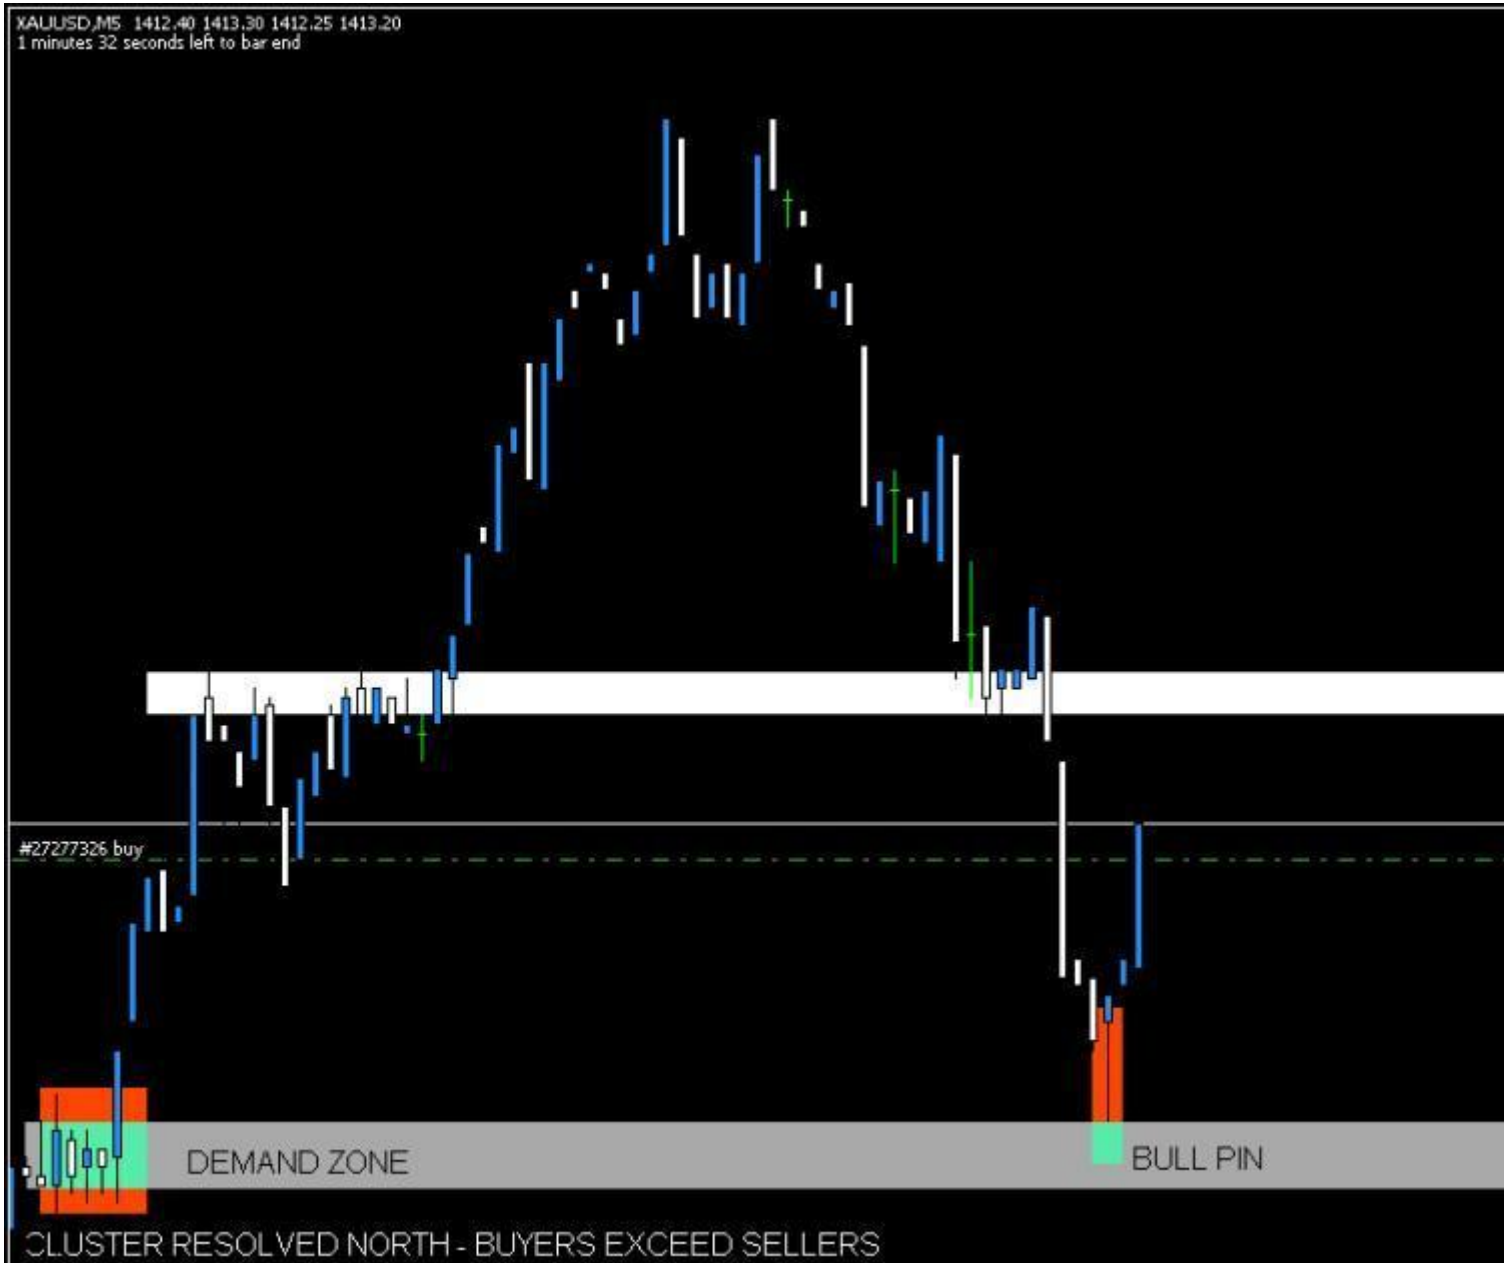 XAUUSD,M5 1412.40 1413.30 1412.25 1413.20
1 minutes 32 seconds left to bar end
#27277326 buy
DEMAND ZONE
BULL PIN
CLUSTER RESOLVED NORTH - BUYERS EXCEED SELLERS